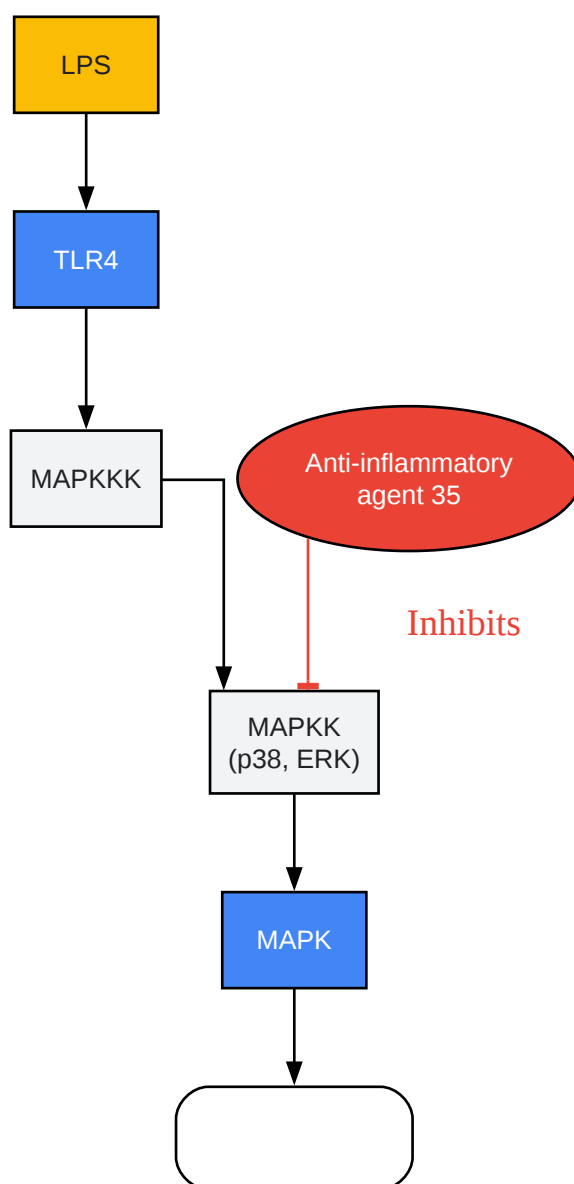 LPS
TLR4
MAPKKK
Anti-inflammatory
agent 35
Inhibits
MAPKK
(p38, ERK)
MAPK